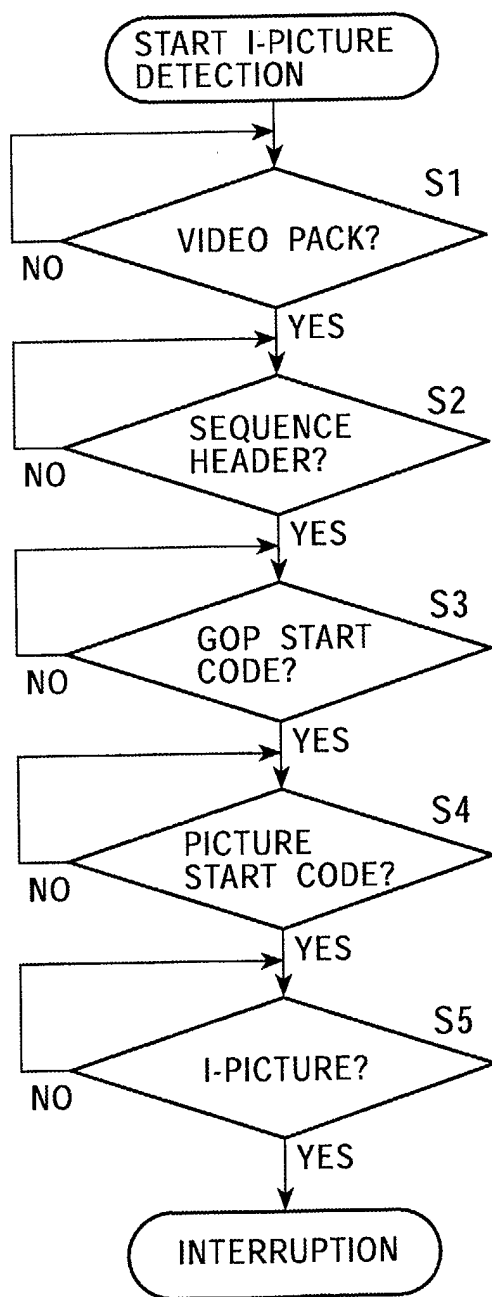 START I-PICTURE
DETECTION
S1
VIDEO PACK?
NO
YES
S2
SEQUENCE
HEADER?
NO
YES
S3
GOP START
CODE?
NO
YES
S4
PICTURE
START CODE?
NO
YES
S5
I-PICTURE?
NO
YES
INTERRUPTION